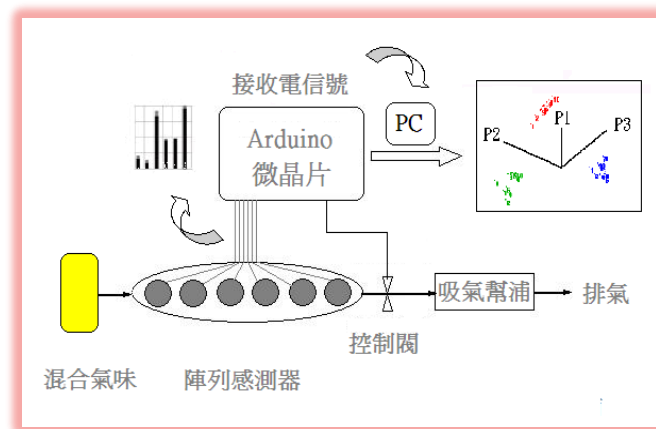 接收電信號
Arduino
微晶片
PC
P1
P2
P3
吸氣幫浦
排氣
控制閥
混合氣味
陣列感測器